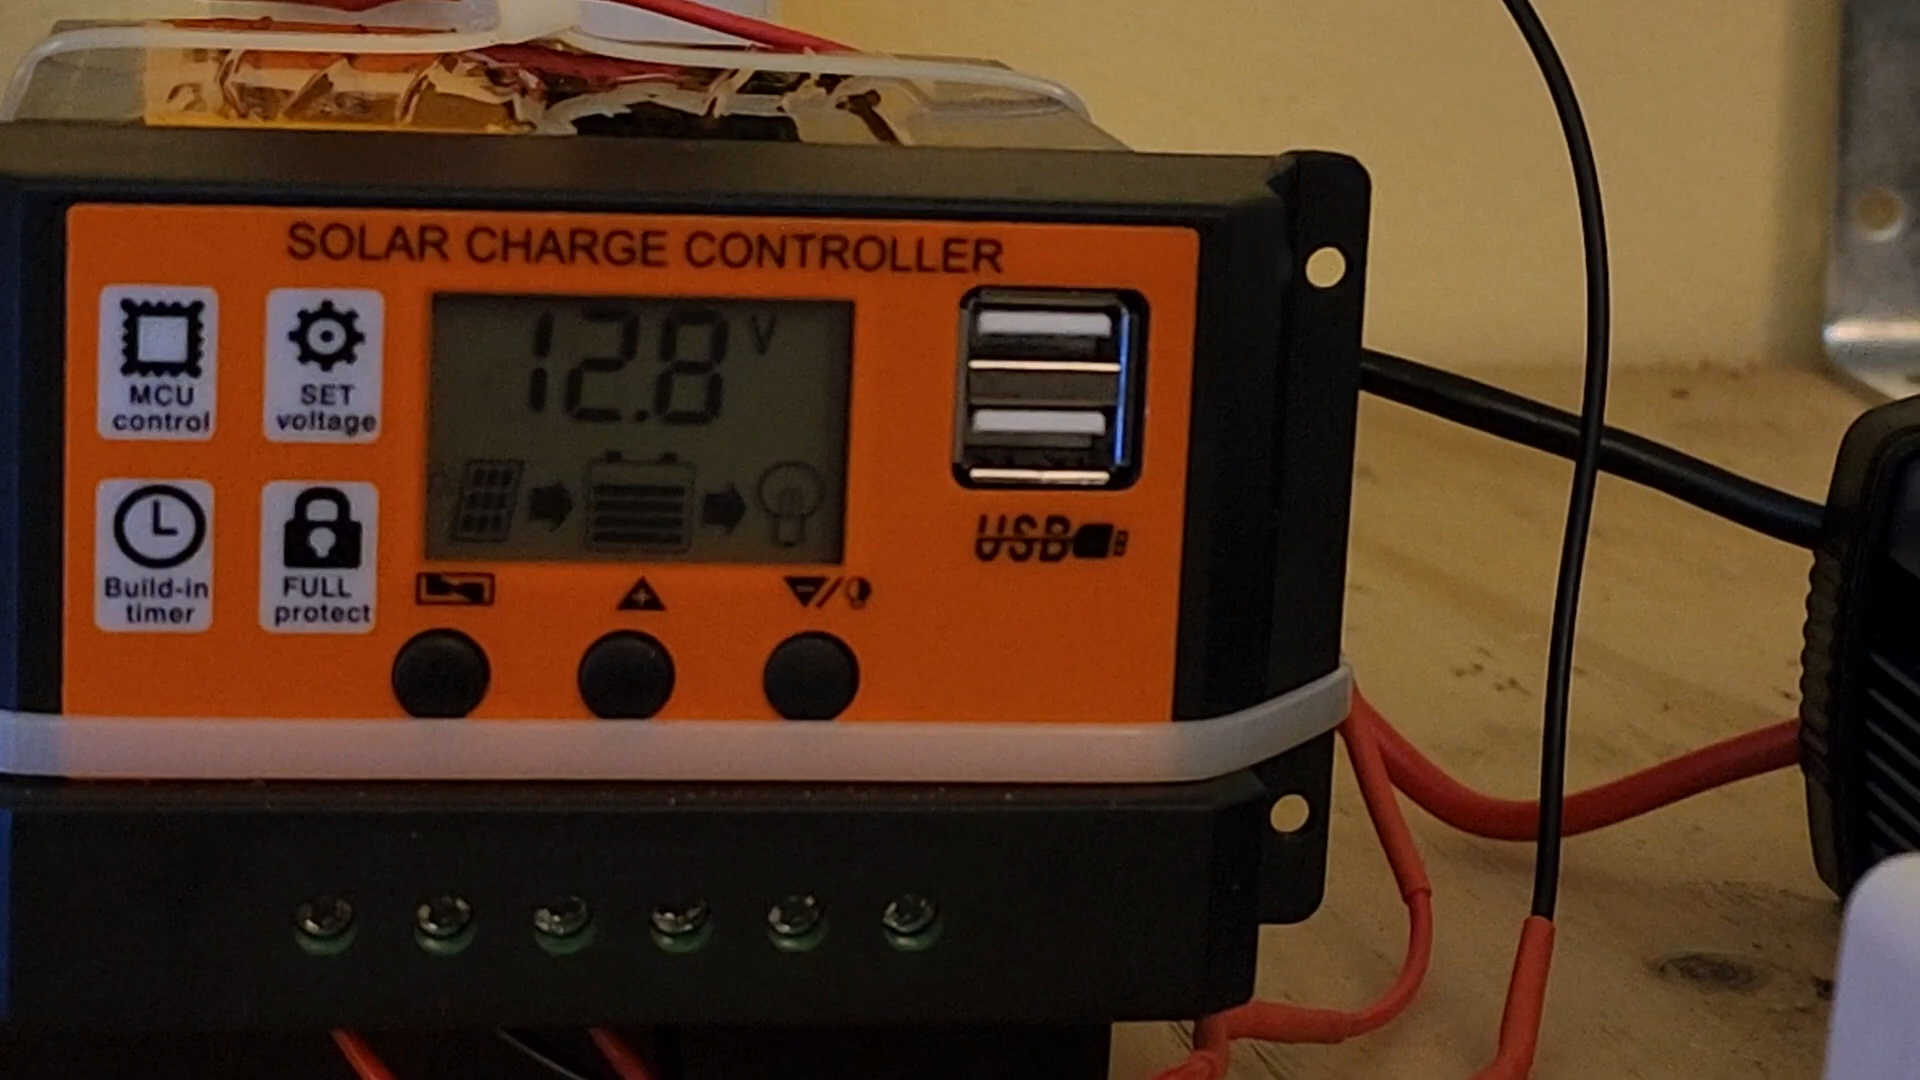 SOLAR CHARGE CONTROLLER
MCU
control
SET
voltage
12.8 V
Build-in
timer
FULL
protect
USB